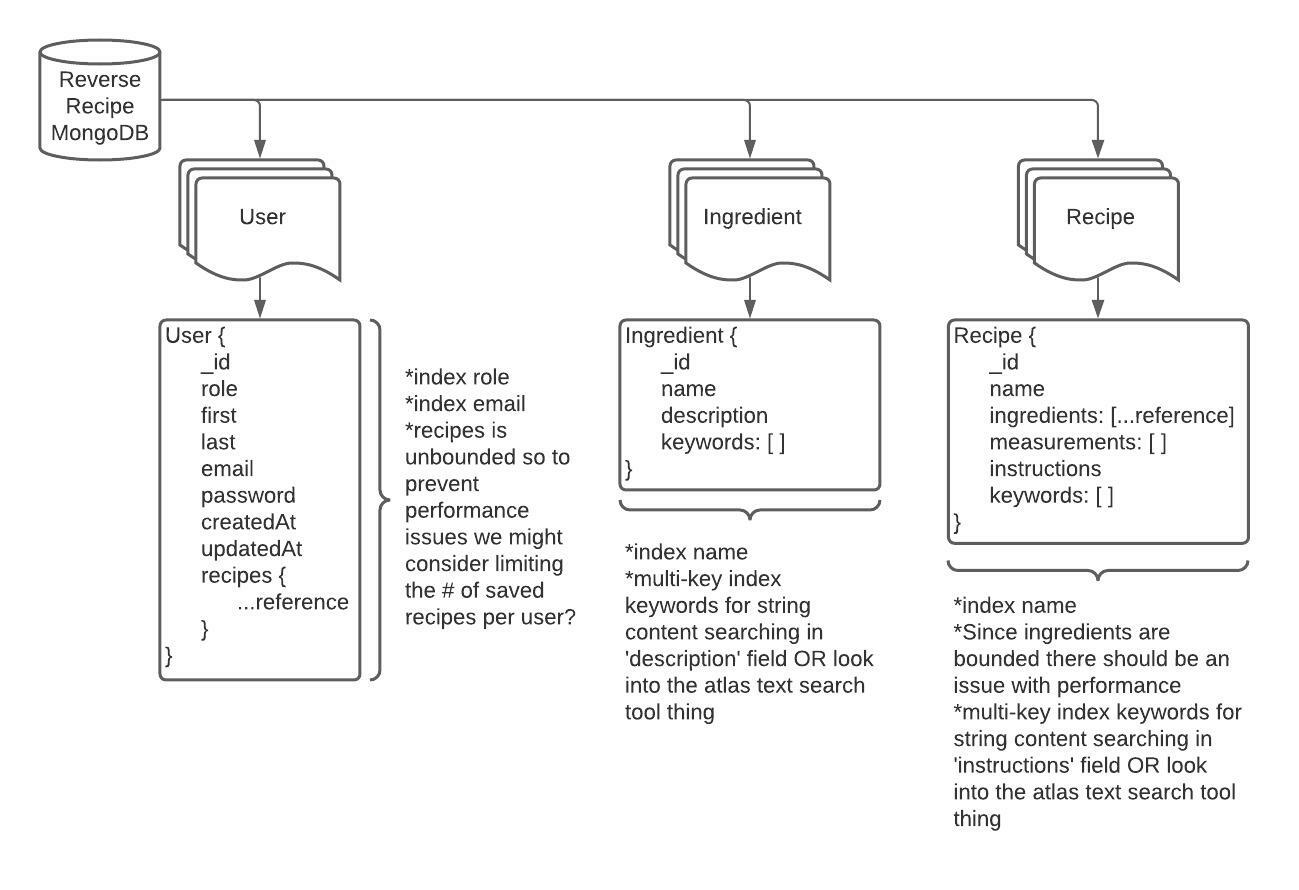 Reverse
Recipe
MongoDB
User
Ingredient
Recipe
User {
_id
role
first
last
email
password
createdAt
updatedAt
recipes {
...reference
}
}
*index role
*index email
*recipes is
unbounded so to
prevent
performance
issues we might
consider limiting
the # of saved
recipes per user?
Ingredient {
_id
name
description
keywords: [ ]
}
*index name
*multi-key index
keywords for string
content searching in
'description' field OR look
into the atlas text search
tool thing
Recipe {
_id
name
ingredients: [...reference]
measurements: [ ]
instructions
keywords: [ ]
}
*index name
*Since ingredients are
bounded there should be an
issue with performance
*multi-key index keywords for
string content searching in
'instructions' field OR look
into the atlas text search tool
thing